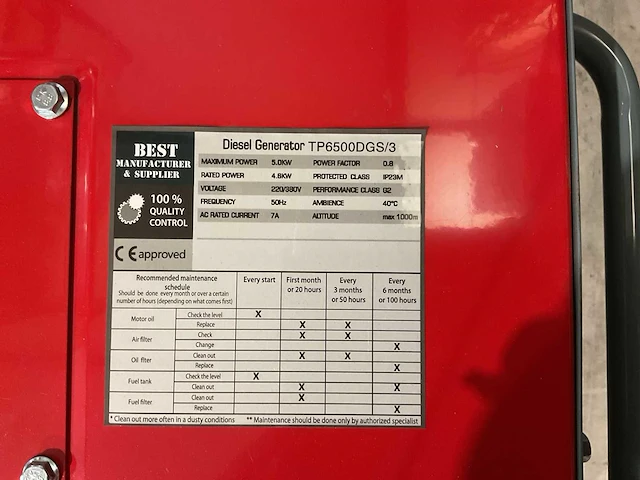 BEST
MANUFACTURER
& SUPPLIER
100 %
QUALITY
CONTROL
CE approved
Diesel Generator TP6500DGS/3
MAXIMUM POWER 5.0KW POWER FACTOR 0.8
RATED POWER 4.6KW PROTECTED CLASS IP23M
VOLTAGE 220/380V PERFORMANCE CLASS G2
FREQUENCY 50Hz AMBIENCE 40°C
AC RATED CURRENT 7A ALTITUDE max 1000m
Recommended maintenance Every start First month Every Every
schedule or 20 hours 3 months 6 months
Should be done every month or over a certain or 50 hours or 100 hours
number of hours (depending on what comes first)
Motor oil Check the level X
Replace X X
Air filter Check X X
Change X
Oil filter Clean out X X
Replace X
Fuel tank Check the level X
Clean out X X
Fuel filter Clean out X
Replace X
* Clean out more often in a dusty conditions ** Maintenance should be done only by authorized specialist